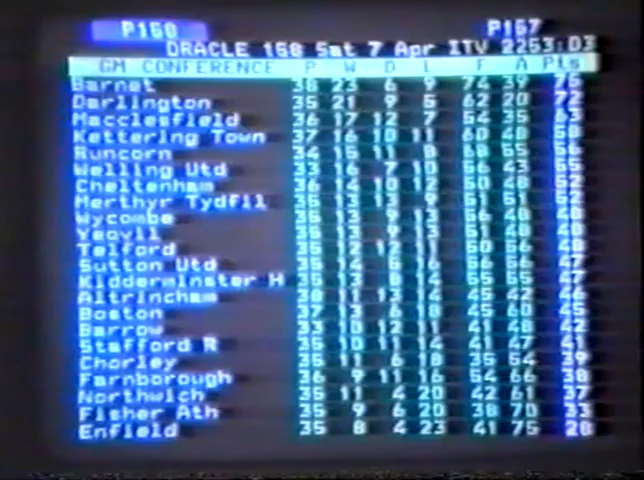 P160 P167
ORACLE 168 Sat 7 Apr ITV 2253:03
GM CONFERENCE P W D L F A Pts
Barnet 38 23 6 9 74 39 75
Darlington 35 21 9 5 62 20 72
Macclesfield 36 17 12 7 54 35 63
Kettering Town 37 16 10 11 60 48 58
Runcorn 34 15 11 8 68 55 56
Welling Utd 33 16 7 10 56 43 55
Cheltenham 36 14 10 12 50 48 52
Merthyr Tydfil 35 13 13 9 51 51 52
Wycombe 35 13 9 13 56 48 48
Yeovil 35 13 9 13 51 48 48
Telford 35 12 12 11 50 56 48
Sutton Utd 35 14 5 16 56 56 47
Kidderminster H 35 13 8 14 55 55 47
Altrincham 38 11 13 14 45 42 46
Boston 37 13 6 18 45 60 45
Barrow 33 10 12 11 41 48 42
Stafford R 35 10 11 14 41 47 41
Chorley 35 11 6 18 35 54 39
Farnborough 36 9 11 16 54 66 38
Northwich 35 11 4 20 42 61 37
Fisher Ath 35 9 6 20 38 70 33
Enfield 35 8 4 23 41 75 28